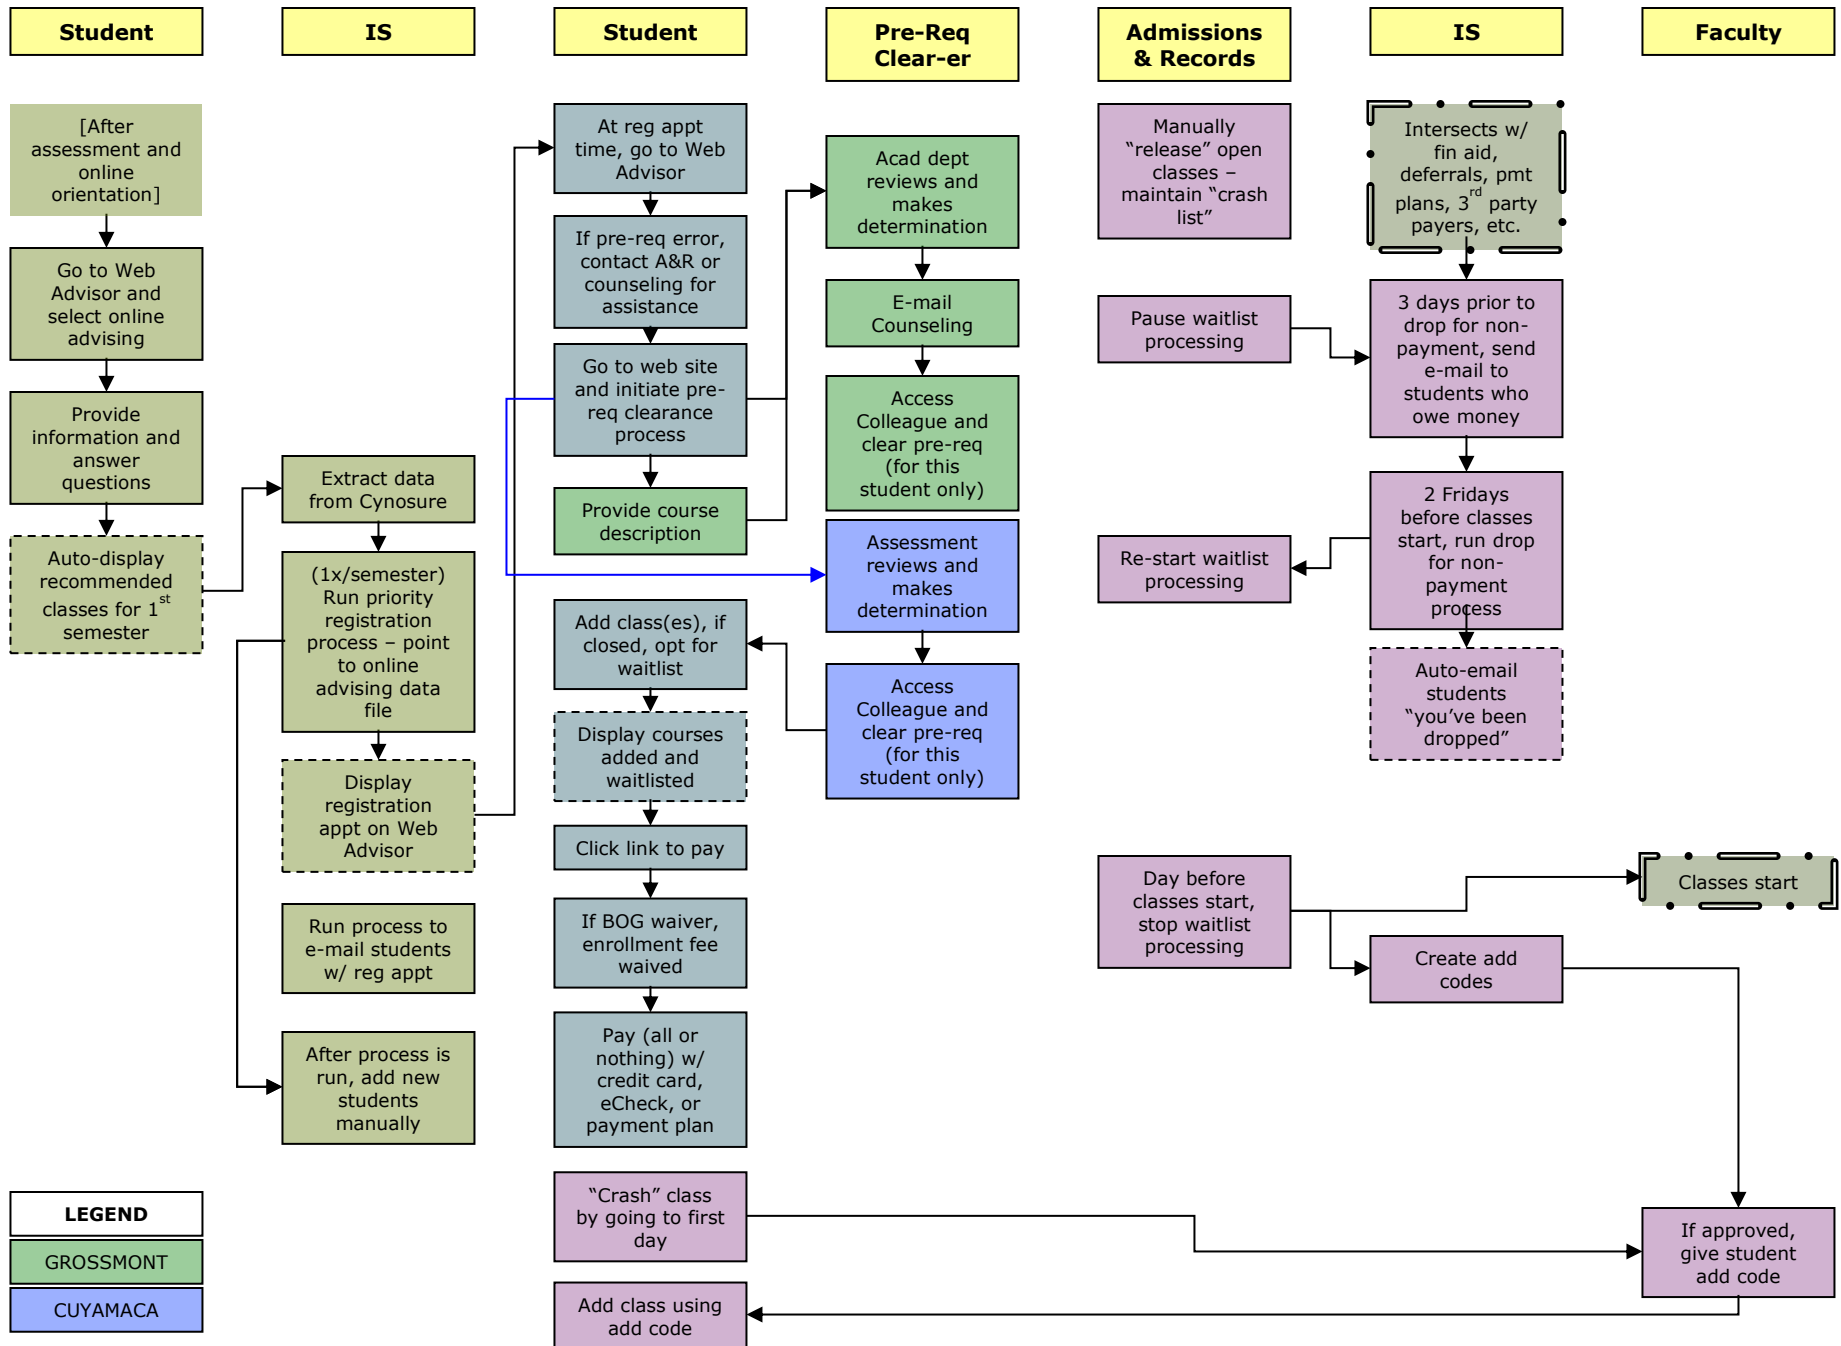 Student
IS
Student
Pre-Req
Clear-er
Admissions
& Records
IS
Faculty
[After
assessment and
online
orientation]
Go to Web
Advisor and
select online
advising
Provide
information and
answer
questions
Auto-display
recommended
classes for 1st
semester
Extract data
from Cynosure
(1x/semester)
Run priority
registration
process – point
to online
advising data
file
Display
registration
appt on Web
Advisor
Run process to
e-mail students
w/ reg appt
After process is
run, add new
students
manually
At reg appt
time, go to Web
Advisor
If pre-req error,
contact A&R or
counseling for
assistance
Go to web site
and initiate pre-
req clearance
process
Provide course
description
Add class(es), if
closed, opt for
waitlist
Display courses
added and
waitlisted
Click link to pay
If BOG waiver,
enrollment fee
waived
Pay (all or
nothing) w/
credit card,
eCheck, or
payment plan
“Crash” class
by going to first
day
Add class using
add code
Acad dept
reviews and
makes
determination
E-mail
Counseling
Access
Colleague and
clear pre-req
(for this
student only)
Assessment
reviews and
makes
determination
Access
Colleague and
clear pre-req
(for this
student only)
Manually
“release” open
classes –
maintain “crash
list”
Pause waitlist
processing
Re-start waitlist
processing
Day before
classes start,
stop waitlist
processing
Intersects w/
fin aid,
deferrals, pmt
plans, 3rd party
payers, etc.
3 days prior to
drop for non-
payment, send
e-mail to
students who
owe money
2 Fridays
before classes
start, run drop
for non-
payment
process
Auto-email
students
“you’ve been
dropped”
Create add
codes
Classes start
If approved,
give student
add code
LEGEND
GROSSMONT
CUYAMACA